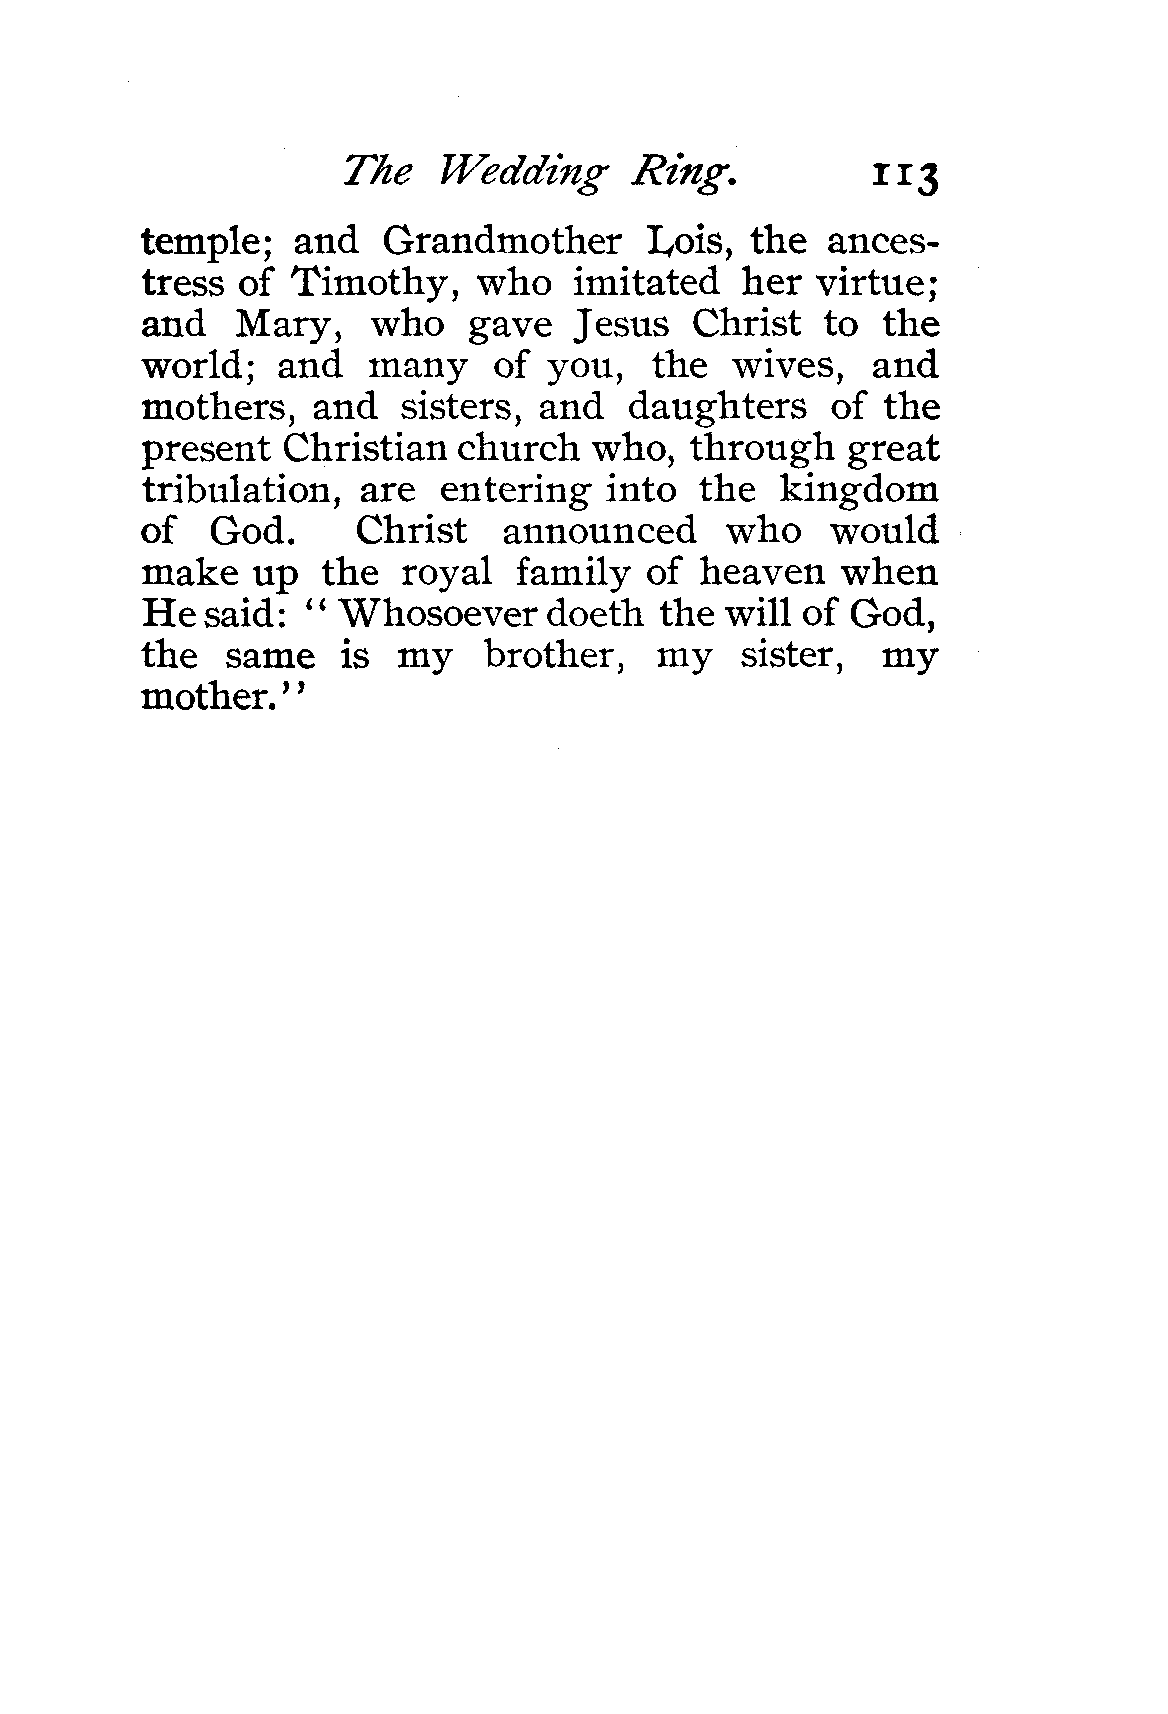 The Wedding Ring. 113
temple; and Grandmother Lois, the ances-
tress of Timothy, who imitated her virtue;
and Mary, who gave Jesus Christ to the
world; and many of you, the wives, and
mothers, and sisters, and daughters of the
present Christian church who, through great
tribulation, are entering into the kingdom
of God. Christ announced who would
make up the royal family of heaven when
He said: "Whosoever doeth the will of God,
the same is my brother, my sister, my
mother."